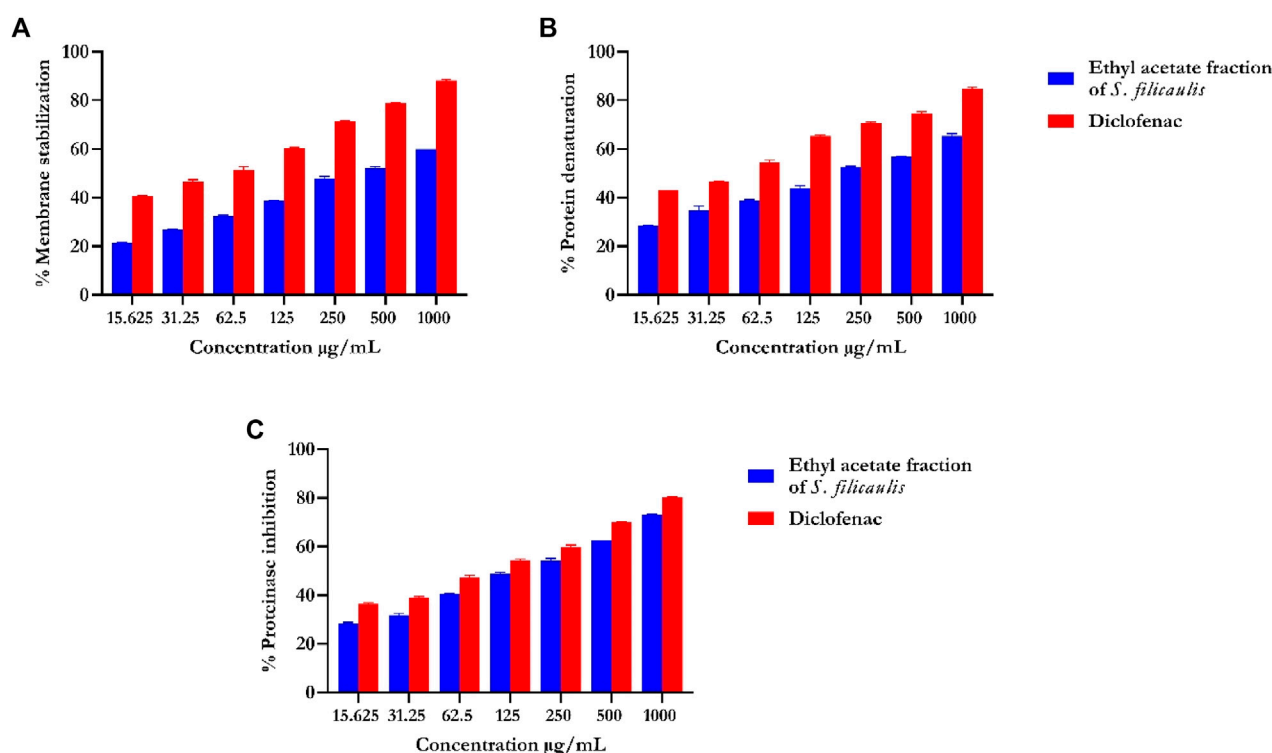 A
100
80
60
40
20
0
% Membrane stabilization
15.625 31.25 62.5 125 250 500 1000
Concentration µg/mL
B
100
80
60
40
20
0
% Protein denaturation
15.625 31.25 62.5 125 250 500 1000
Concentration µg/mL
Ethyl acetate fraction
of S. filicaulis
Diclofenac
C
100
80
60
40
20
0
% Proteinase inhibition
15.625 31.25 62.5 125 250 500 1000
Concentration µg/mL
Ethyl acetate fraction
of S. filicaulis
Diclofenac